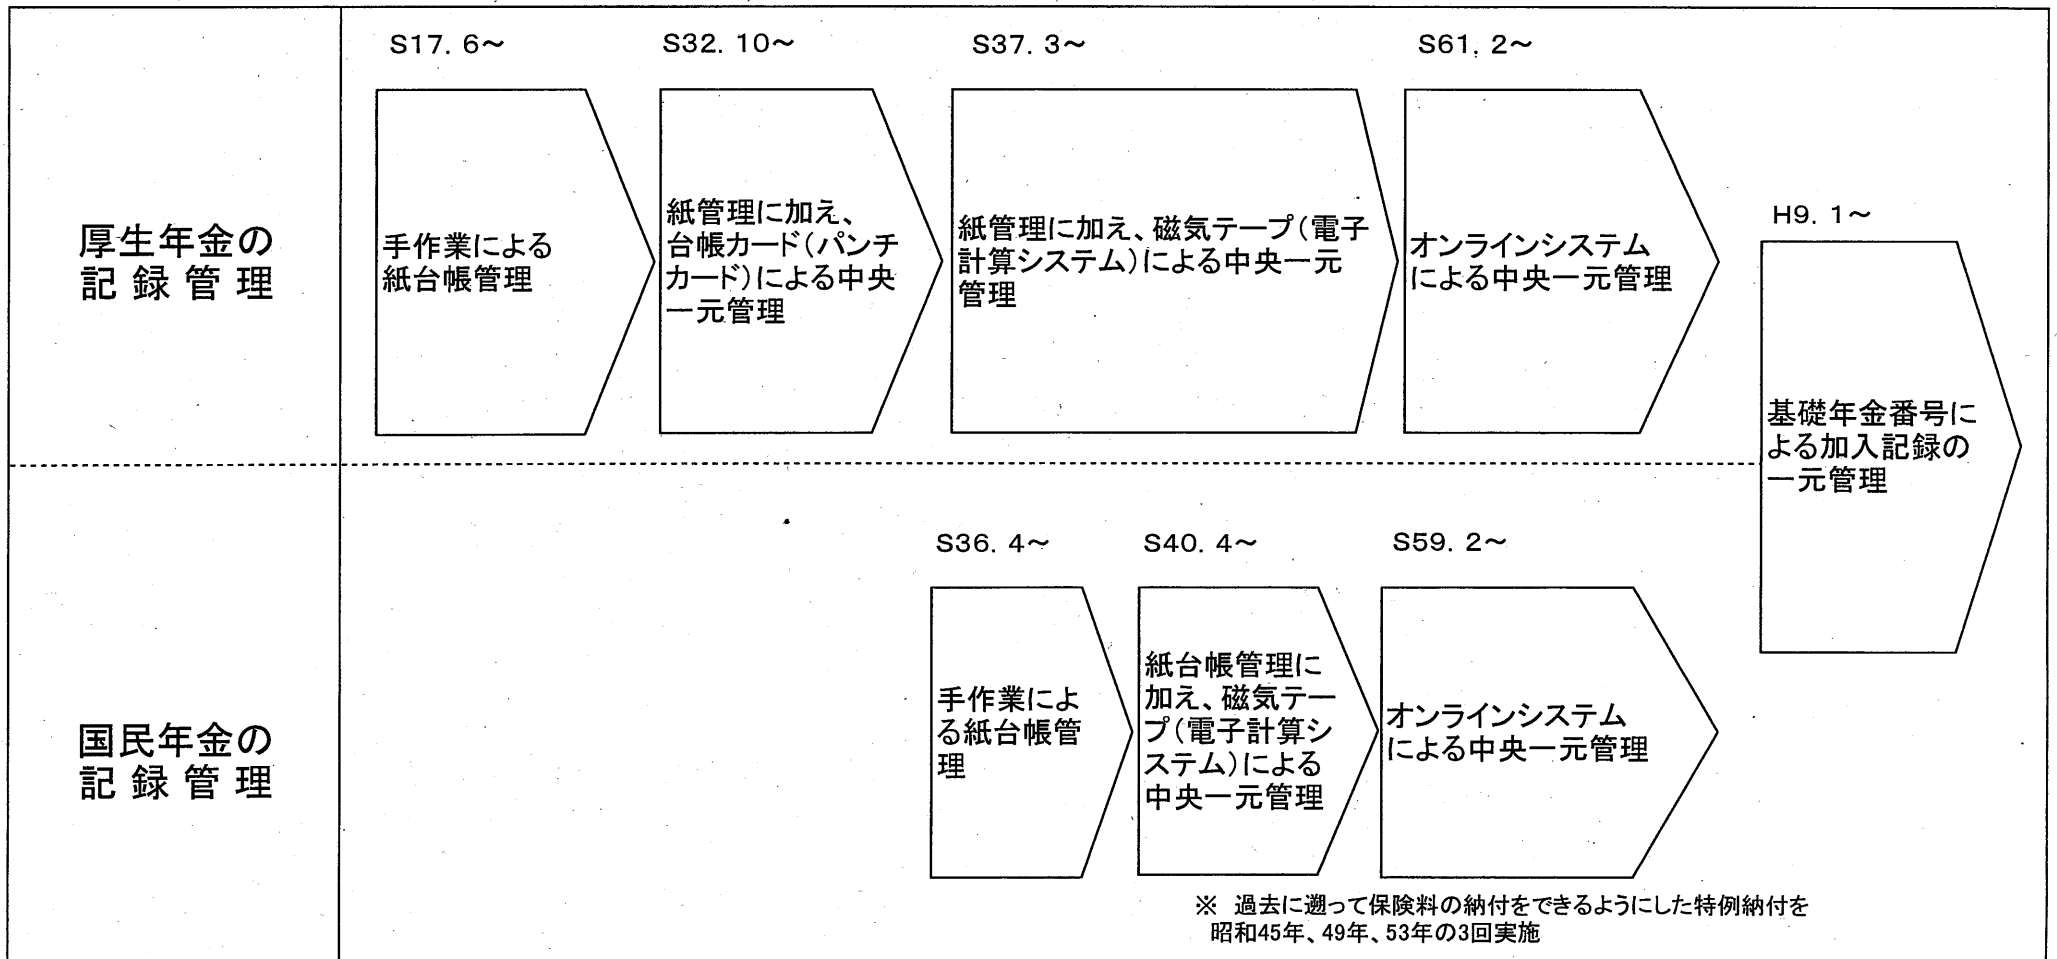 S17. 6～
S32. 10～
S37. 3～
S61. 2～
厚生年金の
記 録 管 理
手作業による
紙台帳管理
紙管理に加え、
台帳カード（パンチ
カード）による中央
一元管理
紙管理に加え、磁気テープ（電子
計算システム）による中央一元
管理
オンラインシステム
による中央一元管理
H9. 1～
基礎年金番号に
よる加入記録の
一元管理
国民年金の
記 録 管 理
S36. 4～
S40. 4～
S59. 2～
手作業によ
る紙台帳管
理
紙台帳管理に
加え、磁気テー
プ（電子計算シ
ステム）による
中央一元管理
オンラインシステム
による中央一元管理
※ 過去に遡って保険料の納付をできるようにした特例納付を
昭和45年、49年、53年の3回実施